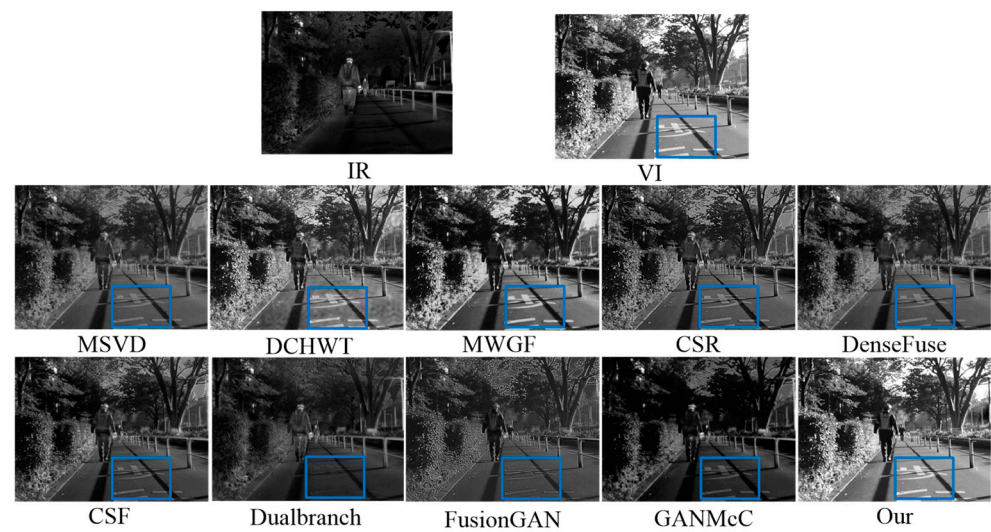 IR VI
MSVD DCHWT MWGF CSR DenseFuse
CSF Dualbranch FusionGAN GANMcC Our